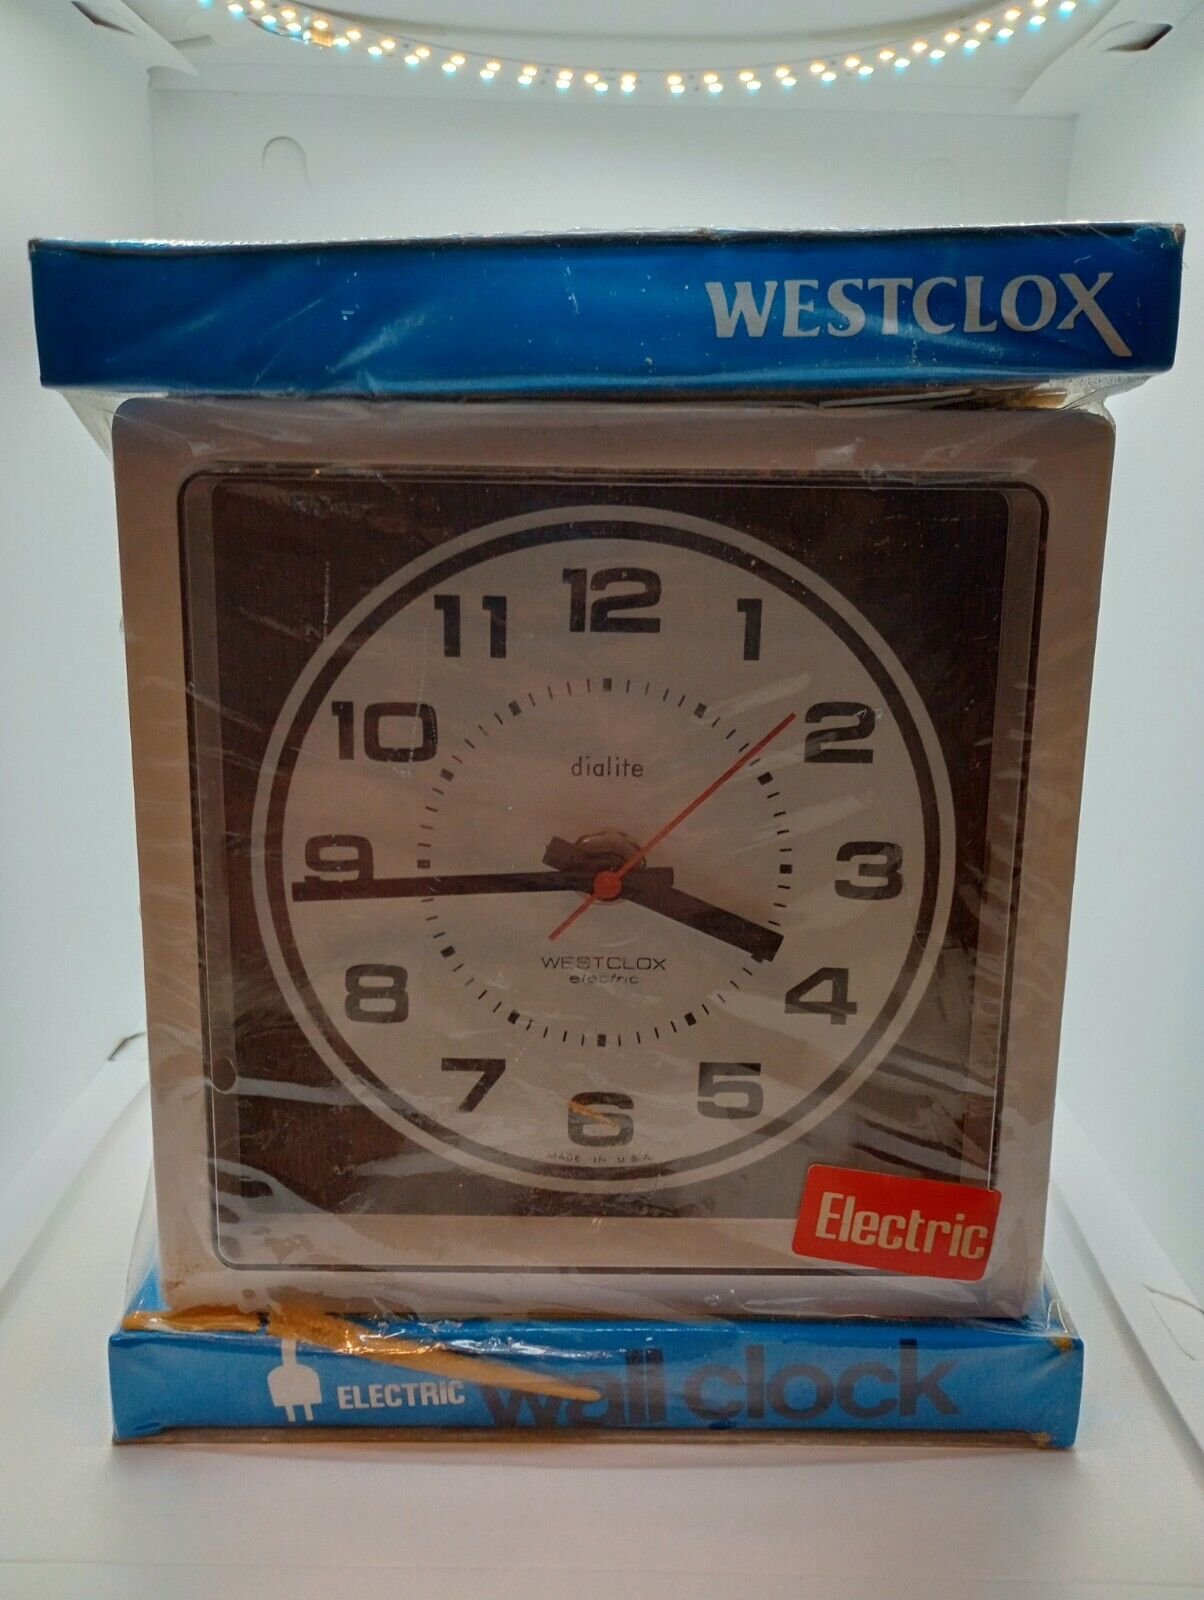 WESTCLOX
12
11
1
10
2
dialite
9
3
WESTCLOX
electric
8
4
7
5
6
MADE IN U.S.A.
Electric
ELECTRIC wall clock